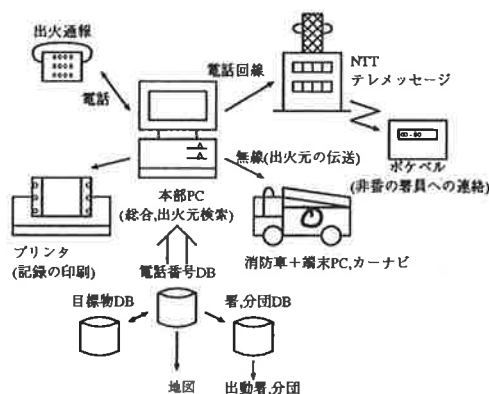 出火通報
電話
電話回線
NTT
テレメッセージ
ポケベル
(非番の署員への連絡)
無線(出火元の伝送)
本部PC
(総合,出火元検索)
プリンタ
(記録の印刷)
消防車＋端末PC,カーナビ
電話番号DB
目標物DB
署,分団DB
地図
出動署,分団